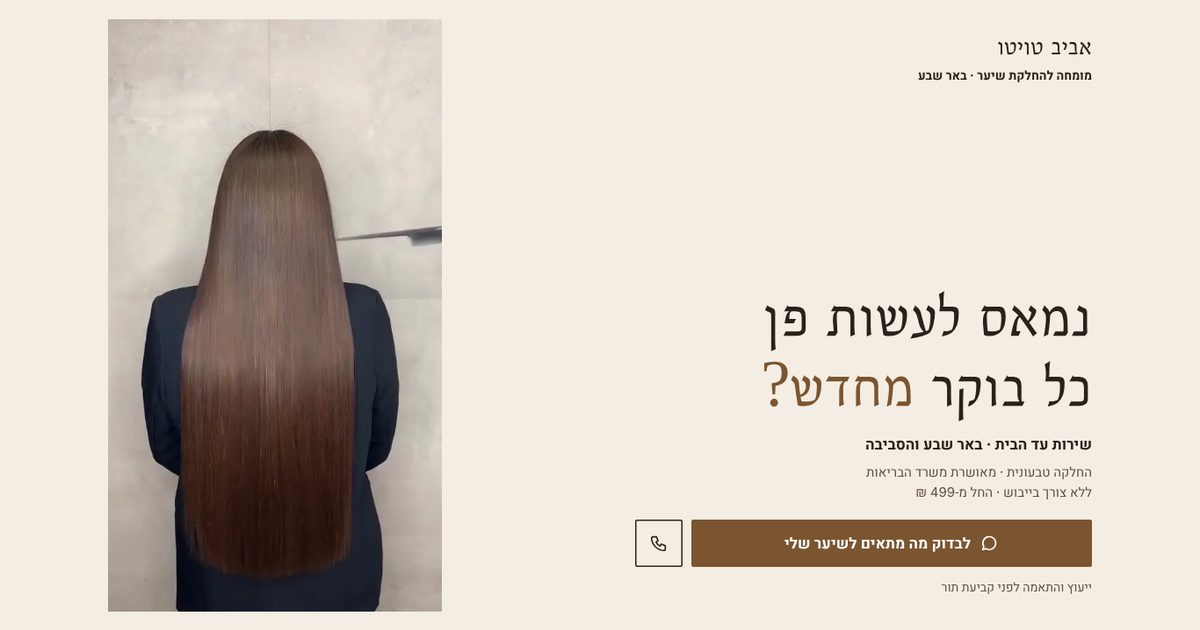 אביב טויטו
מומחה להחלקת שיער · באר שבע
נמאס לעשות פן
כל בוקר מחדש?
שירות עד הבית · באר שבע והסביבה
החלקה טבעונית · מאושרת משרד הבריאות
ללא צורך בייבוש · החל מ-499 ₪
לבדוק מה מתאים לשיער שלי
ייעוץ והתאמה לפני קביעת תור